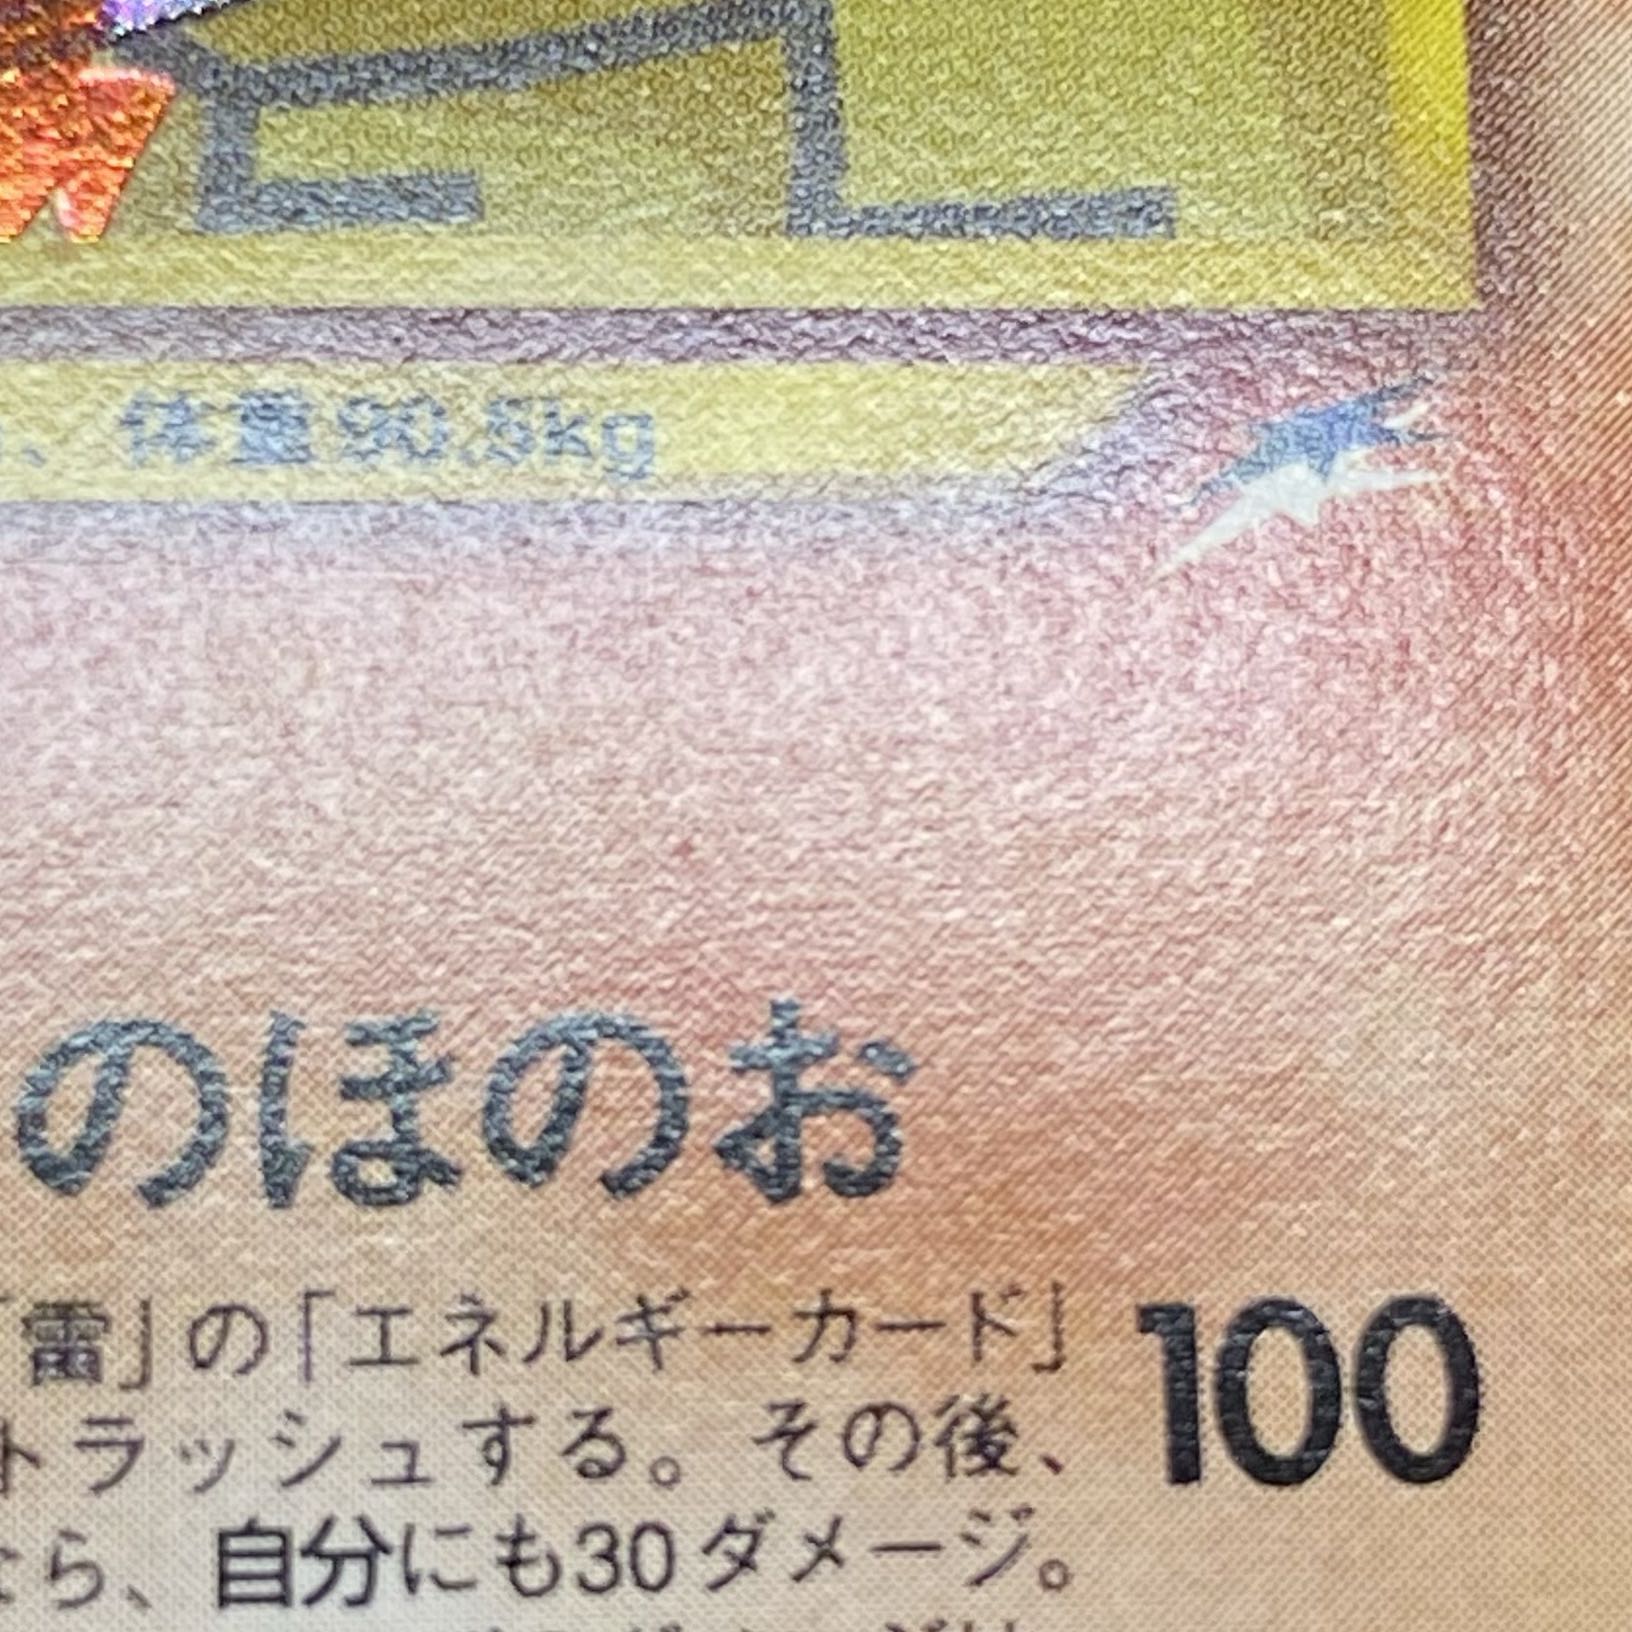 、体重90.5kg
のほのお
「雷」の「エネルギーカード」 100
トラッシュする。その後、
なら、自分にも30ダメージ。